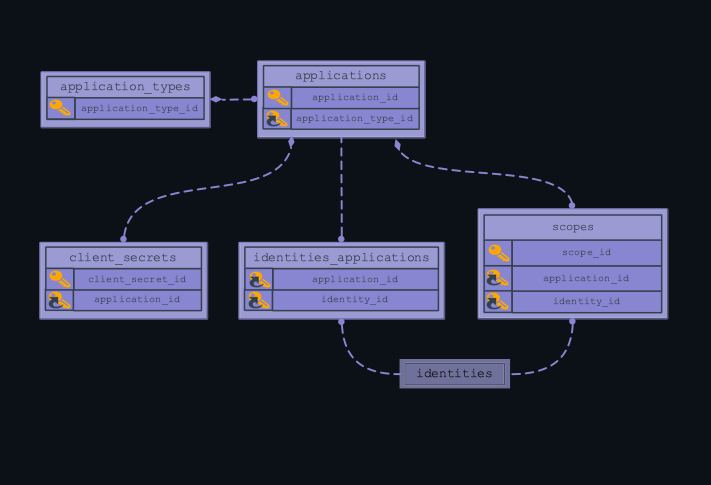 application_types
application_type_id
applications
application_id
application_type_id
client_secrets
client_secret_id
application_id
identities_applications
application_id
identity_id
scopes
scope_id
application_id
identity_id
identities